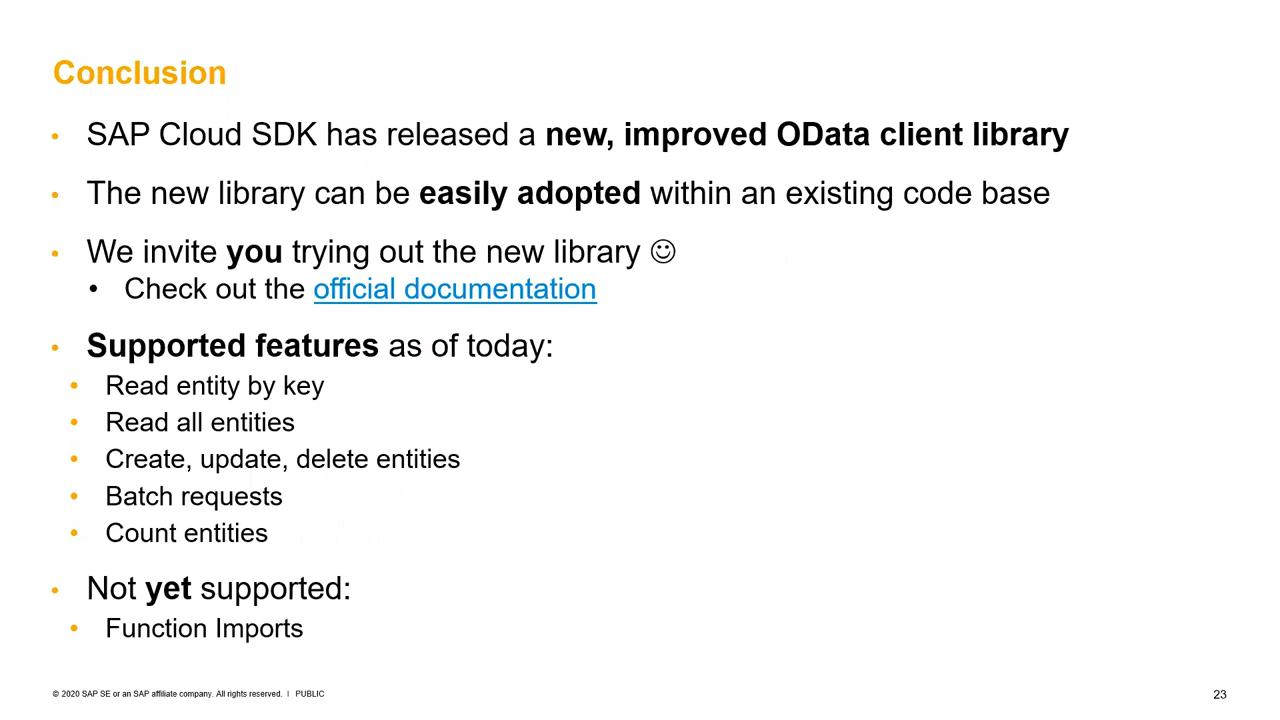 Conclusion
• SAP Cloud SDK has released a new, improved OData client library
• The new library can be easily adopted within an existing code base
• We invite you trying out the new library ☺
• Check out the official documentation
• Supported features as of today:
• Read entity by key
• Read all entities
• Create, update, delete entities
• Batch requests
• Count entities
• Not yet supported:
• Function Imports
© 2020 SAP SE or an SAP affiliate company. All rights reserved. | PUBLIC
23